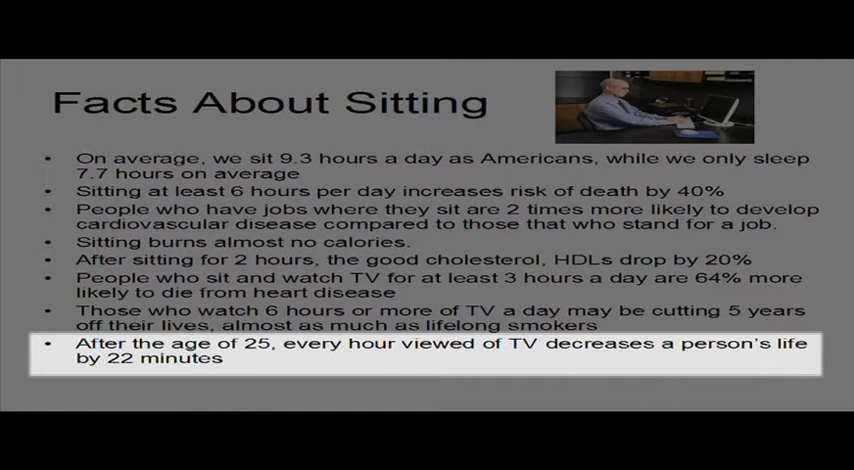 Facts About Sitting
• On average, we sit 9.3 hours a day as Americans, while we only sleep
7.7 hours on average
• Sitting at least 6 hours per day increases risk of death by 40%
• People who have jobs where they sit are 2 times more likely to develop
cardiovascular disease compared to those that who stand for a job.
• Sitting burns almost no calories.
• After sitting for 2 hours, the good cholesterol, HDLs drop by 20%
• People who sit and watch TV for at least 3 hours a day are 64% more
likely to die from heart disease
• Those who watch 6 hours or more of TV a day may be cutting 5 years
off their lives, almost as much as lifelong smokers
• After the age of 25, every hour viewed of TV decreases a person's life
by 22 minutes